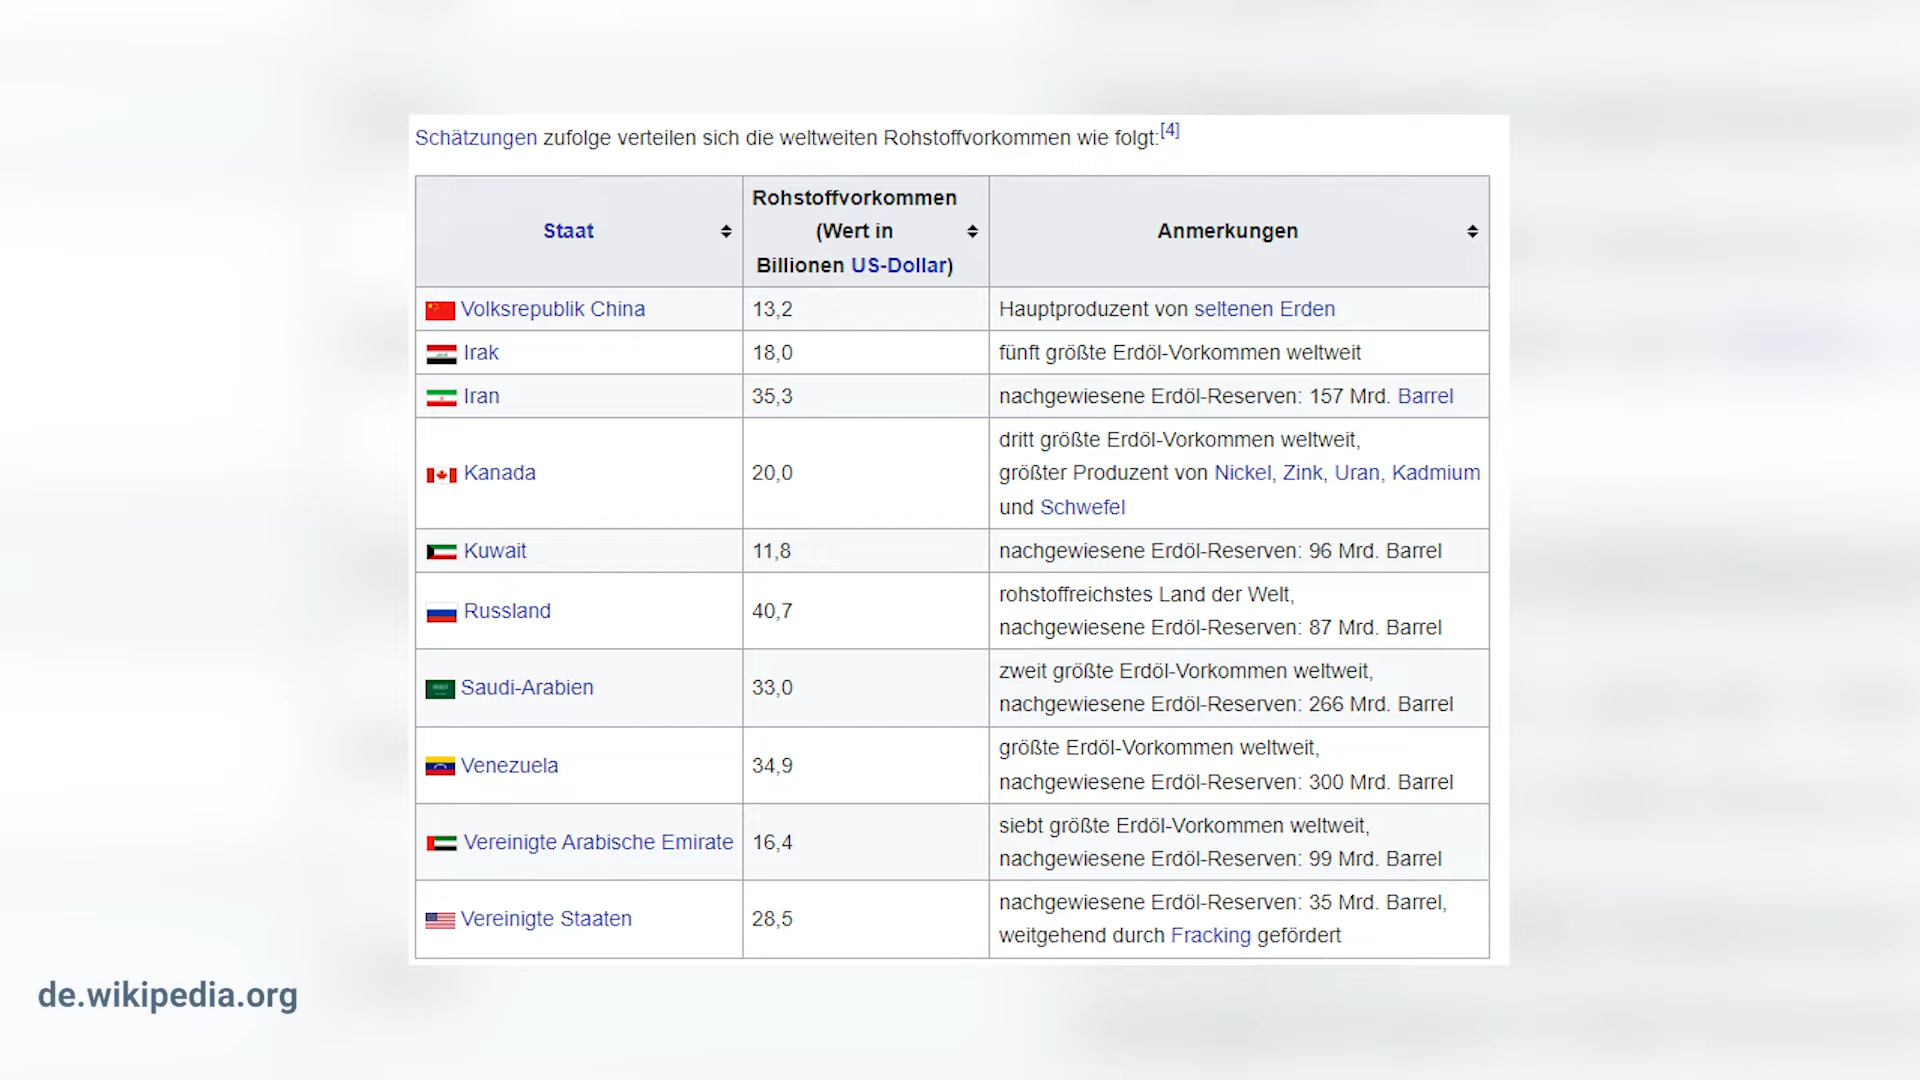 Schätzungen zufolge verteilen sich die weltweiten Rohstoffvorkommen wie folgt:[4]
Staat
Rohstoffvorkommen
(Wert in
Billionen US-Dollar)
Anmerkungen
Volksrepublik China
13,2
Hauptproduzent von seltenen Erden
Irak
18,0
fünft größte Erdöl-Vorkommen weltweit
Iran
35,3
nachgewiesene Erdöl-Reserven: 157 Mrd. Barrel
Kanada
20,0
dritt größte Erdöl-Vorkommen weltweit,
größter Produzent von Nickel, Zink, Uran, Kadmium
und Schwefel
Kuwait
11,8
nachgewiesene Erdöl-Reserven: 96 Mrd. Barrel
Russland
40,7
rohstoffreichstes Land der Welt,
nachgewiesene Erdöl-Reserven: 87 Mrd. Barrel
Saudi-Arabien
33,0
zweit größte Erdöl-Vorkommen weltweit,
nachgewiesene Erdöl-Reserven: 266 Mrd. Barrel
Venezuela
34,9
größte Erdöl-Vorkommen weltweit,
nachgewiesene Erdöl-Reserven: 300 Mrd. Barrel
Vereinigte Arabische Emirate
16,4
siebt größte Erdöl-Vorkommen weltweit,
nachgewiesene Erdöl-Reserven: 99 Mrd. Barrel
Vereinigte Staaten
28,5
nachgewiesene Erdöl-Reserven: 35 Mrd. Barrel,
weitgehend durch Fracking gefördert
de.wikipedia.org